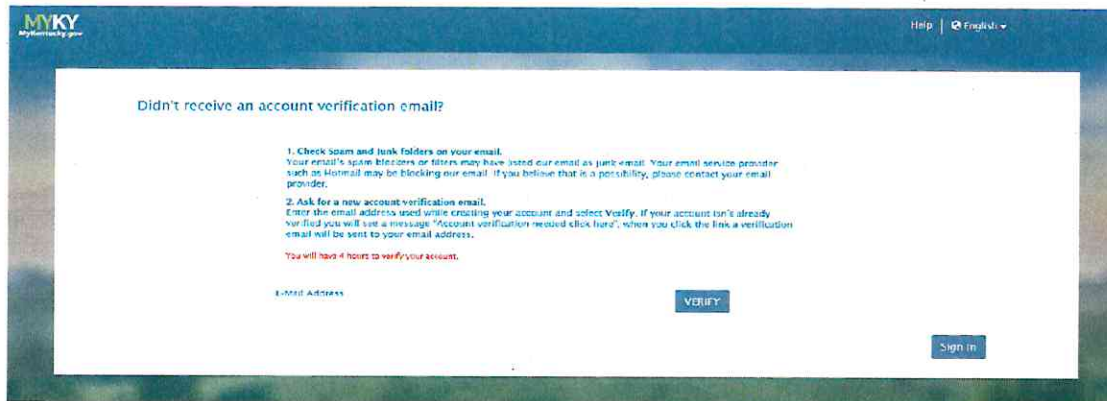 MYKY
MyKentucky.gov
Help | English
Didn't receive an account verification email?
1. Check Spam and Junk folders on your email.
Your email's spam blockers or filters may have listed our email as junk email. Your email service provider
such as Hotmail may be blocking our email. If you believe that is a possibility, please contact your email
provider.
2. Ask for a new account verification email.
Enter the email address used while creating your account and select Verify. If your account isn't already
verified you will see a message "Account verification needed click here", when you click the link a verification
email will be sent to your email address.
You will have 4 hours to verify your account.
E-Mail Address
VERIFY
Sign In